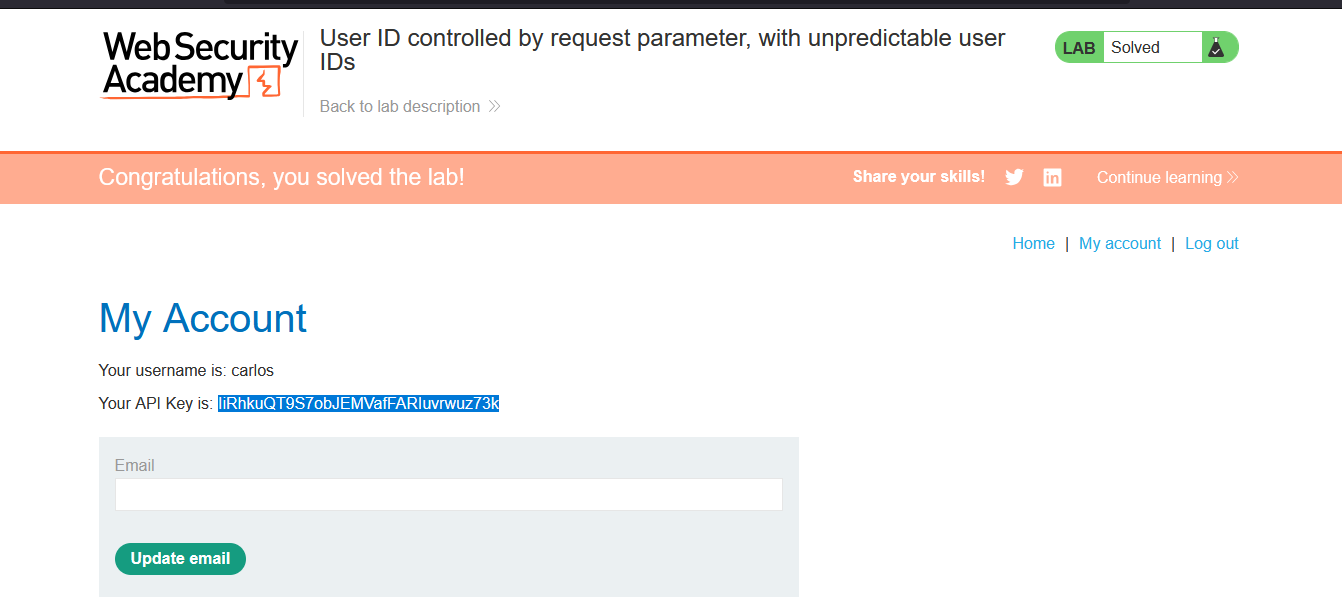 Web Security
Academy
User ID controlled by request parameter, with unpredictable user
IDs
Back to lab description
LAB Solved
Congratulations, you solved the lab!
Share your skills!
in
Continue learning
Home | My account | Log out
My Account
Your username is: carlos
Your API Key is:
Email
Update email